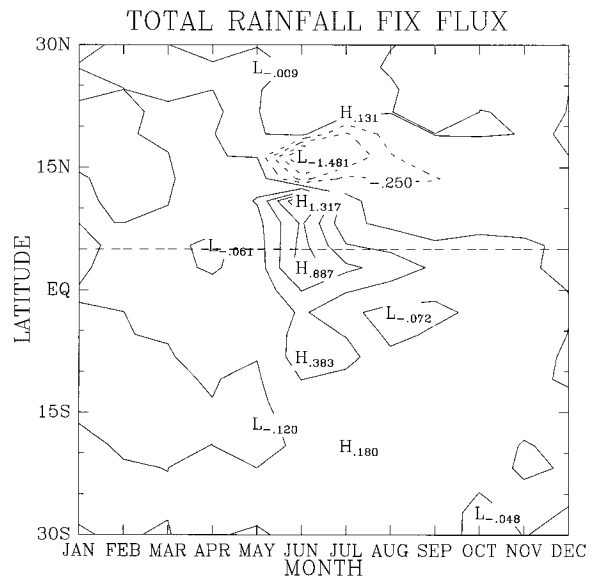 TOTAL RAINFALL FIX FLUX
30N
L-.009
H.131
15N
L-1.481
-.250
H1.317
L-.061
H.887
EQ
L-.072
H.383
15S
L-.120
H.180
L-.048
30S
JAN FEB MAR APR MAY JUN JUL AUG SEP OCT NOV DEC
MONTH
LATITUDE